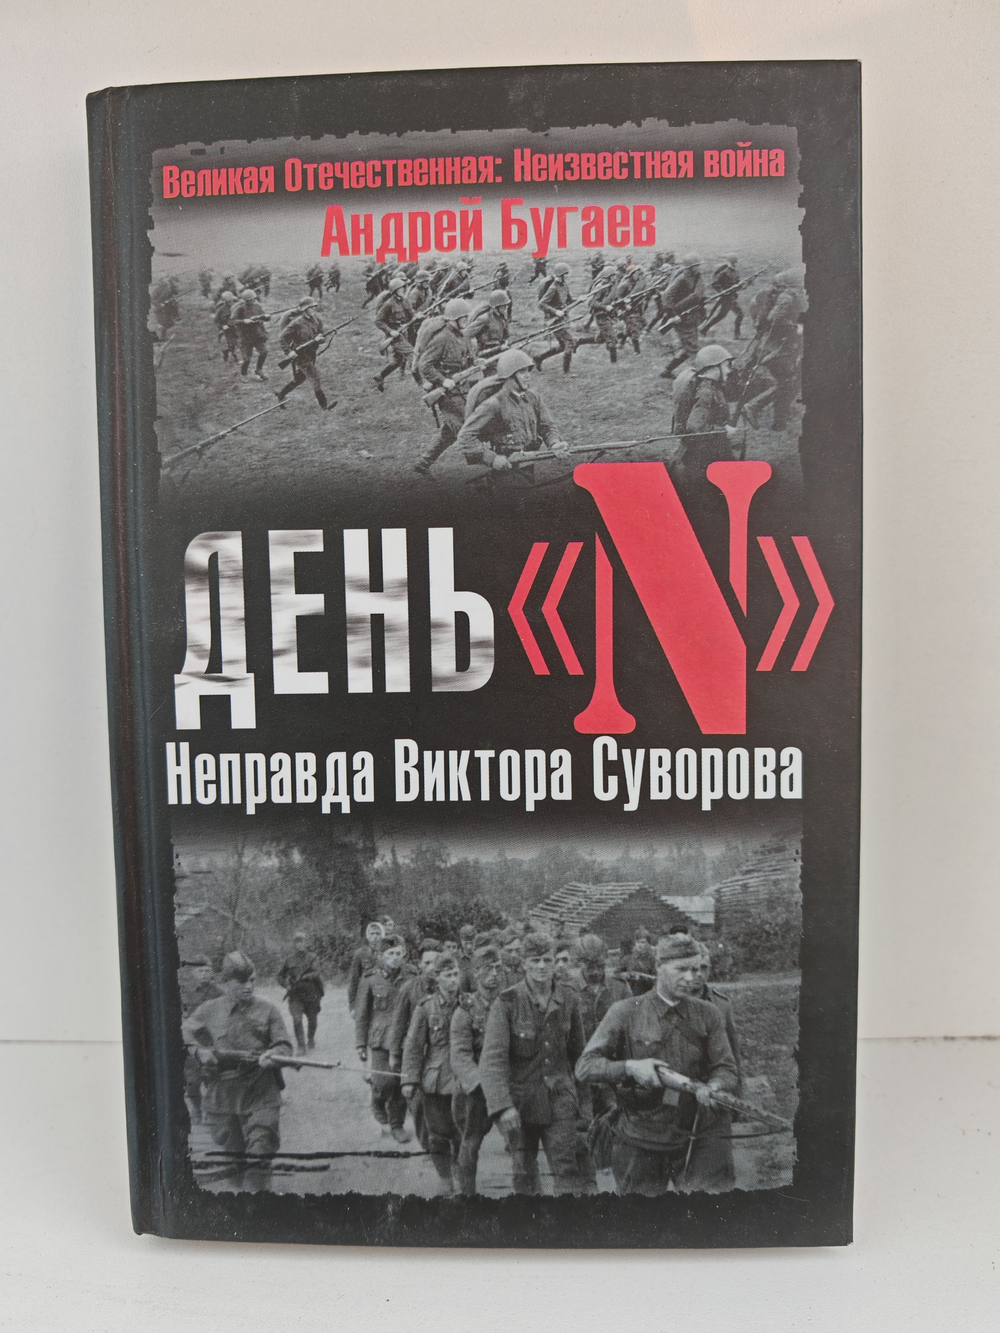 Великая Отечественная: Неизвестная война
Андрей Бугаев
ДЕНЬ «N»
Неправда Виктора Суворова